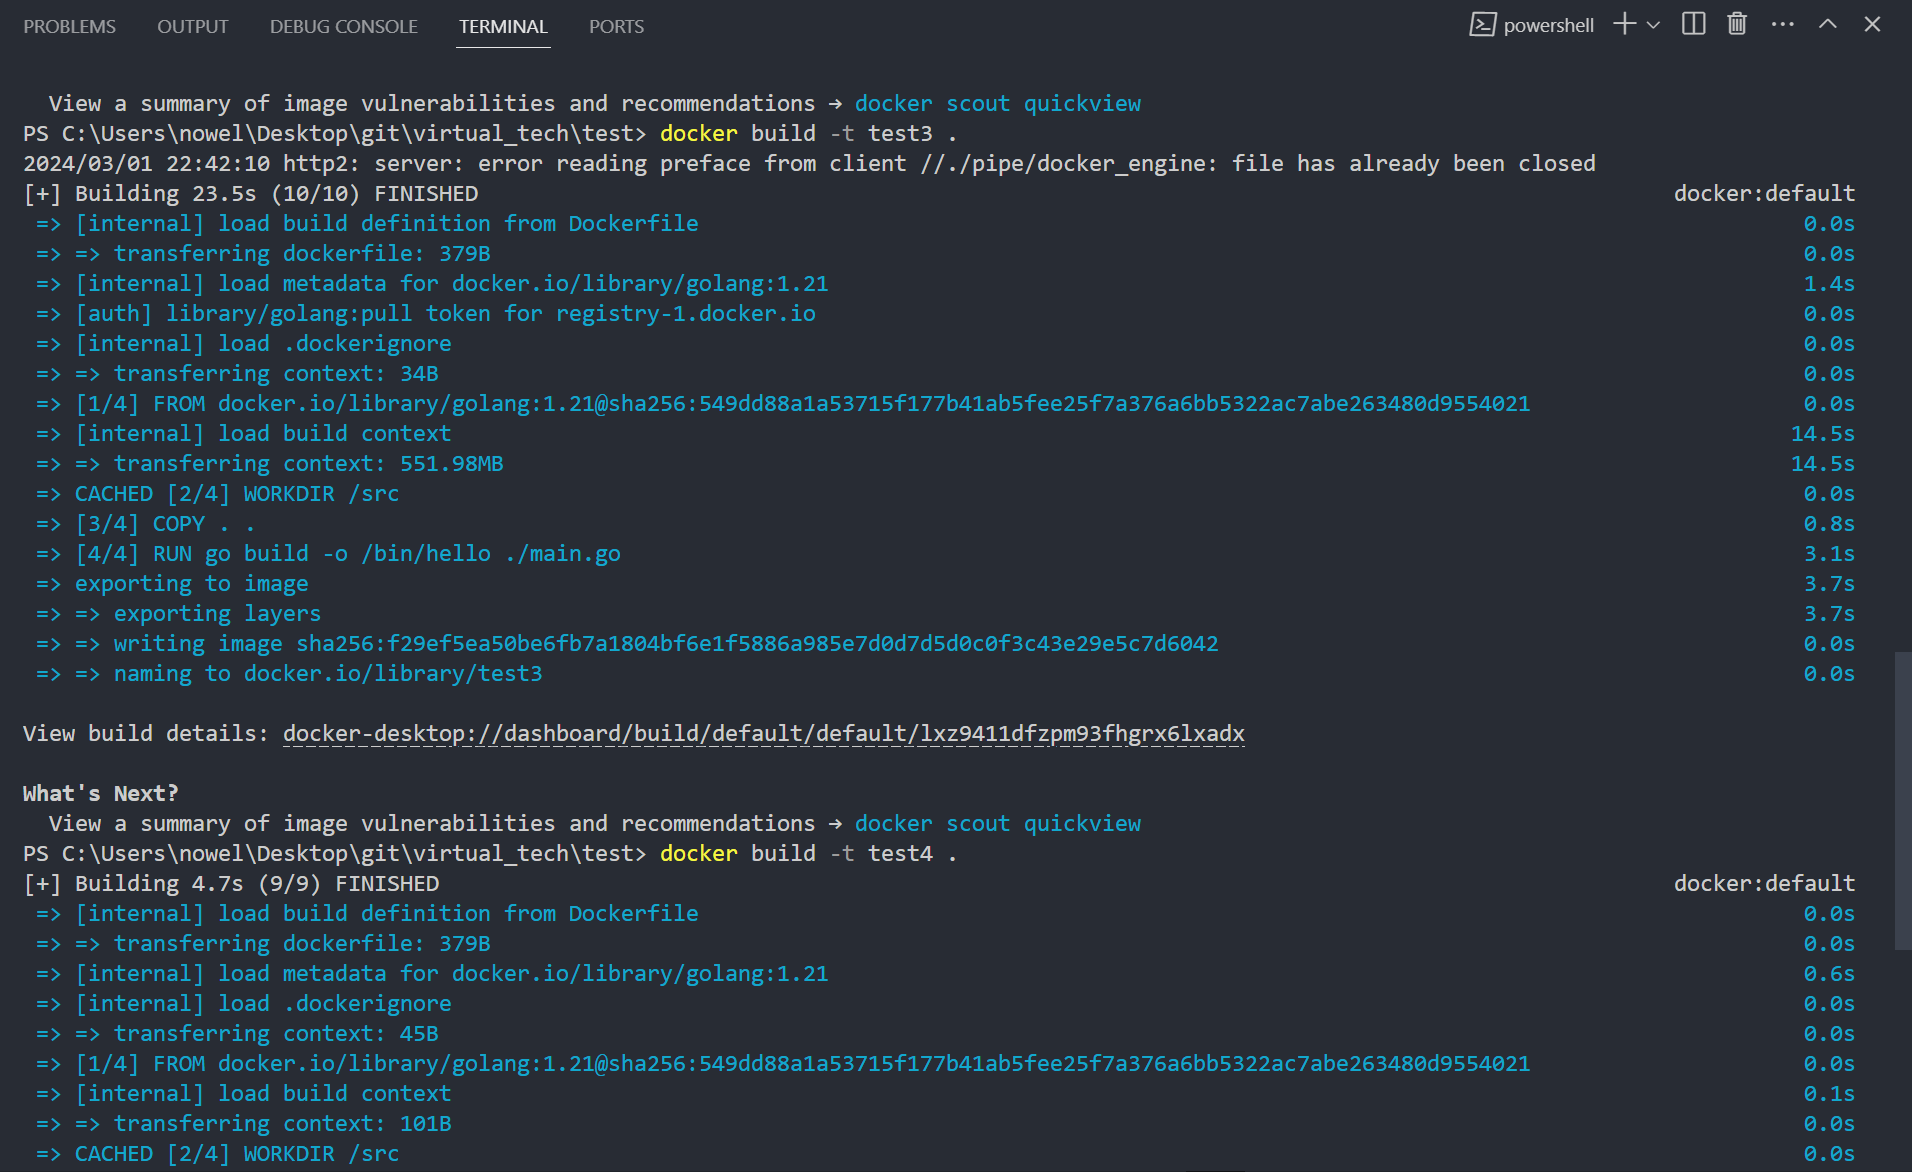 PROBLEMS OUTPUT DEBUG CONSOLE TERMINAL PORTS powershell
View a summary of image vulnerabilities and recommendations → docker scout quickview
PS C:\Users\nowel\Desktop\git\virtual_tech\test> docker build -t test3 .
2024/03/01 22:42:10 http2: server: error reading preface from client //./pipe/docker_engine: file has already been closed
[+] Building 23.5s (10/10) FINISHED docker:default
=> [internal] load build definition from Dockerfile 0.0s
=> => transferring dockerfile: 379B 0.0s
=> [internal] load metadata for docker.io/library/golang:1.21 1.4s
=> [auth] library/golang:pull token for registry-1.docker.io 0.0s
=> [internal] load .dockerignore 0.0s
=> => transferring context: 34B 0.0s
=> [1/4] FROM docker.io/library/golang:1.21@sha256:549dd88a1a53715f177b41ab5fee25f7a376a6bb5322ac7abe263480d9554021 0.0s
=> [internal] load build context 14.5s
=> => transferring context: 551.98MB 14.5s
=> CACHED [2/4] WORKDIR /src 0.0s
=> [3/4] COPY . . 0.8s
=> [4/4] RUN go build -o /bin/hello ./main.go 3.1s
=> exporting to image 3.7s
=> => exporting layers 3.7s
=> => writing image sha256:f29ef5ea50be6fb7a1804bf6e1f5886a985e7d0d7d5d0c0f3c43e29e5c7d6042 0.0s
=> => naming to docker.io/library/test3 0.0s
View build details: docker-desktop://dashboard/build/default/default/lxz9411dfzpm93fhgrx6lxadx
What's Next?
View a summary of image vulnerabilities and recommendations → docker scout quickview
PS C:\Users\nowel\Desktop\git\virtual_tech\test> docker build -t test4 .
[+] Building 4.7s (9/9) FINISHED docker:default
=> [internal] load build definition from Dockerfile 0.0s
=> => transferring dockerfile: 379B 0.0s
=> [internal] load metadata for docker.io/library/golang:1.21 0.6s
=> [internal] load .dockerignore 0.0s
=> => transferring context: 45B 0.0s
=> [1/4] FROM docker.io/library/golang:1.21@sha256:549dd88a1a53715f177b41ab5fee25f7a376a6bb5322ac7abe263480d9554021 0.0s
=> [internal] load build context 0.1s
=> => transferring context: 101B 0.0s
=> CACHED [2/4] WORKDIR /src 0.0s